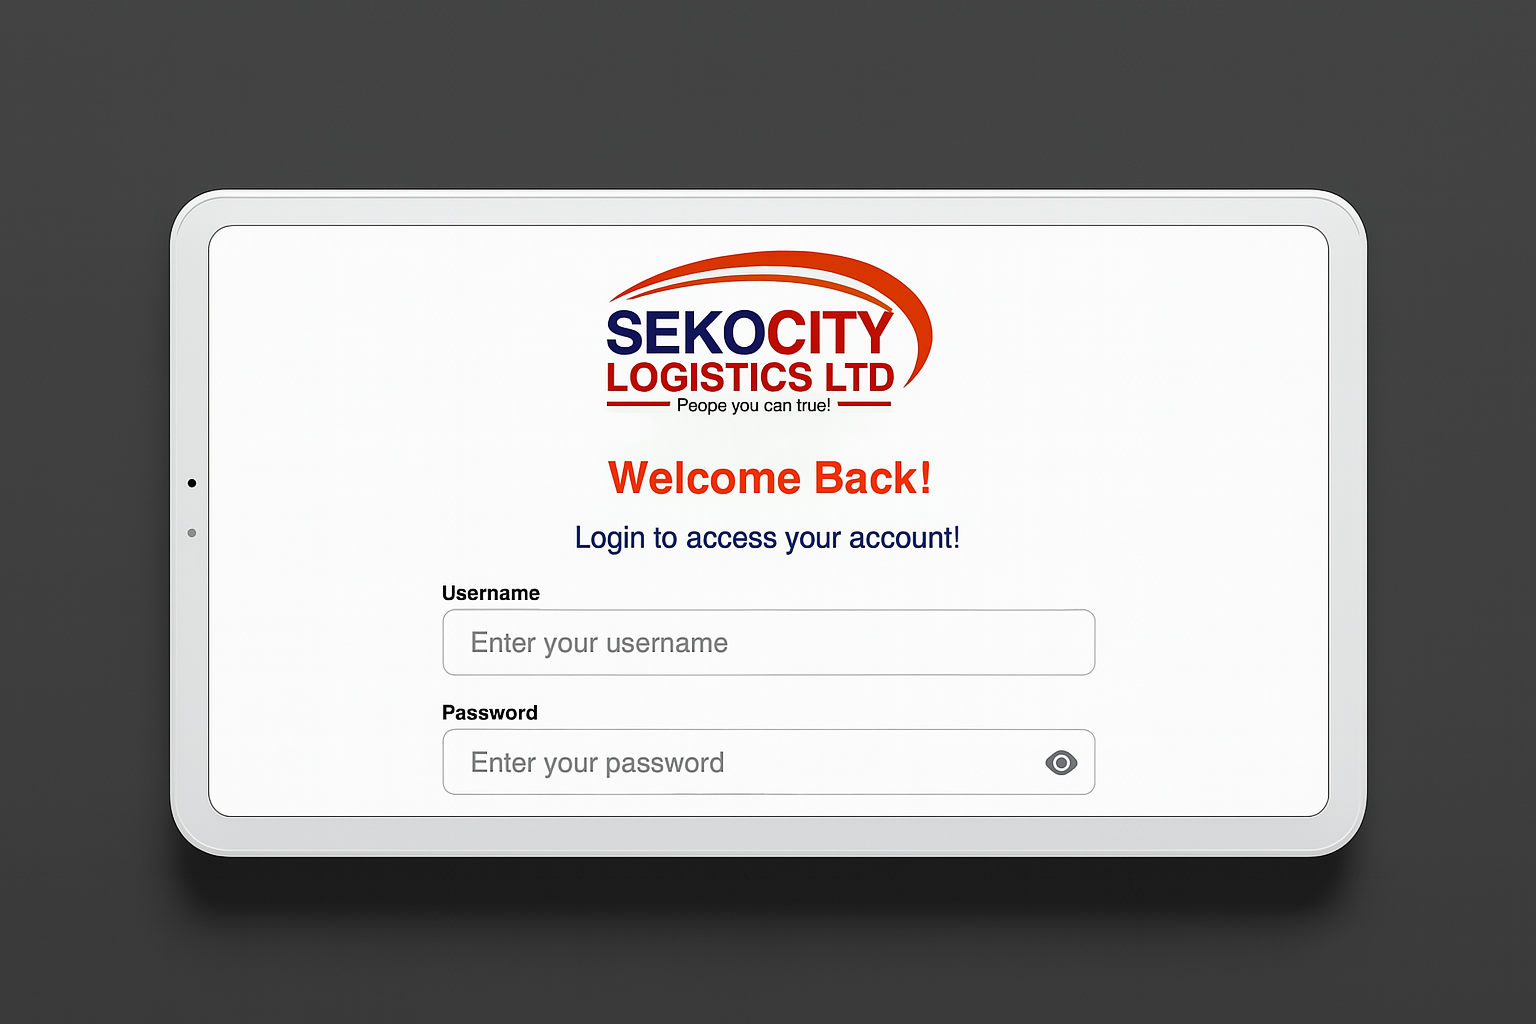 SEKOCITY
LOGISTICS LTD
Peope you can true!
Welcome Back!
Login to access your account!
Username
Enter your username
Password
Enter your password